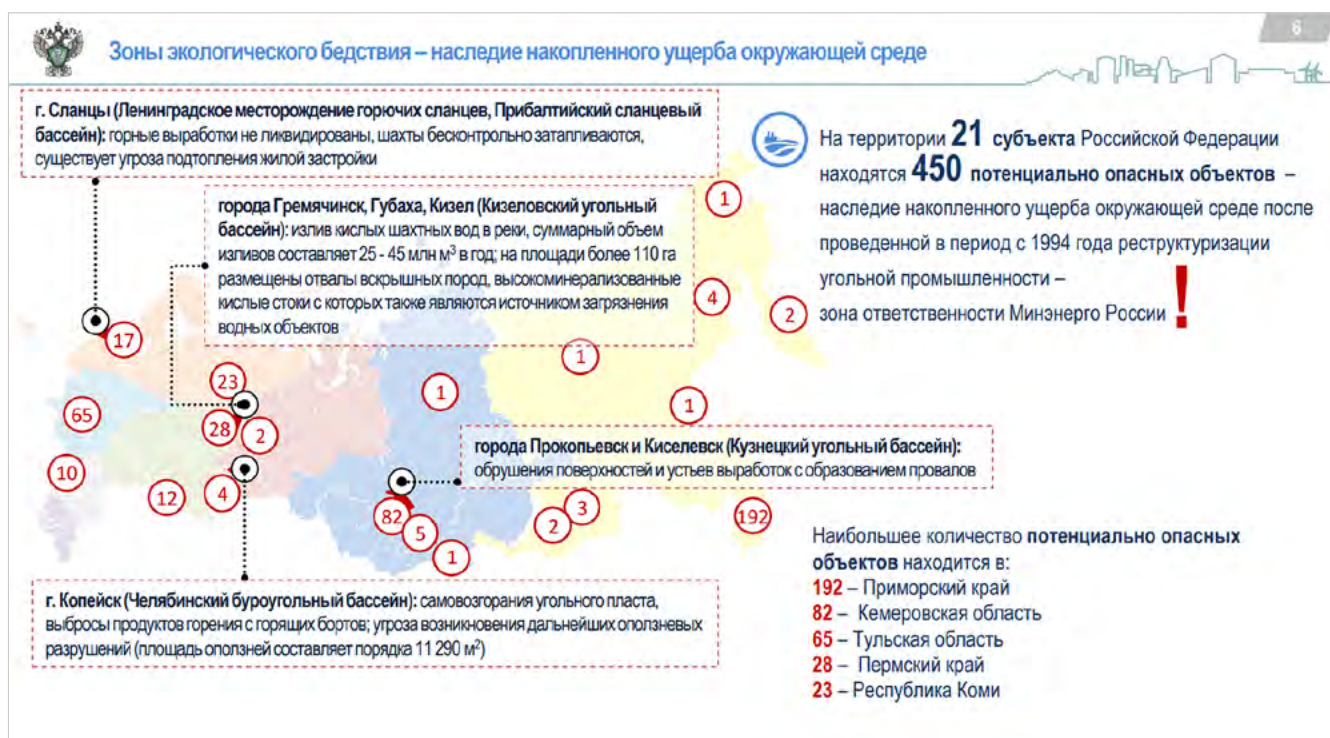 6
Зоны экологического бедствия – наследие накопленного ущерба окружающей среде
г. Сланцы (Ленинградское месторождение горючих сланцев, Прибалтийский сланцевый
бассейн): горные выработки не ликвидированы, шахты бесконтрольно затапливаются,
существует угроза подтопления жилой застройки
города Гремячинск, Губаха, Кизел (Кизеловский угольный
бассейн): излив кислых шахтных вод в реки, суммарный объем
изливов составляет 25 - 45 млн м³ в год; на площади более 110 га
размещены отвалы вскрышных пород, высокоминерализованные
кислые стоки с которых также являются источником загрязнения
водных объектов
На территории 21 субъекта Российской Федерации
находятся 450 потенциально опасных объектов –
наследие накопленного ущерба окружающей среде после
проведенной в период с 1994 года реструктуризации
угольной промышленности –
зона ответственности Минэнерго России !
1
4
2
17
1
23
1
1
65
28
2
города Прокопьевск и Киселевск (Кузнецкий угольный бассейн):
обрушения поверхностей и устьев выработок с образованием провалов
10
12
4
82
5
1
2
3
192
г. Копейск (Челябинский буроугольный бассейн): самовозгорания угольного пласта,
выбросы продуктов горения с горящих бортов; угроза возникновения дальнейших оползневых
разрушений (площадь оползней составляет порядка 11 290 м²)
Наибольшее количество потенциально опасных
объектов находится в:
192 – Приморский край
82 – Кемеровская область
65 – Тульская область
28 – Пермский край
23 – Республика Коми